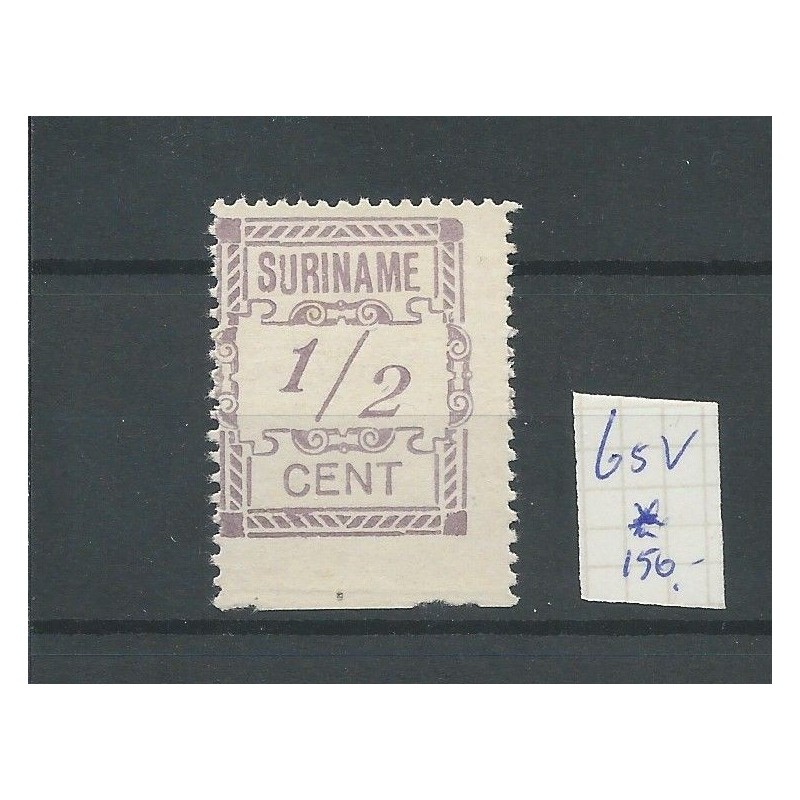 SURINAME
1/2
CENT
65V
*
150.-